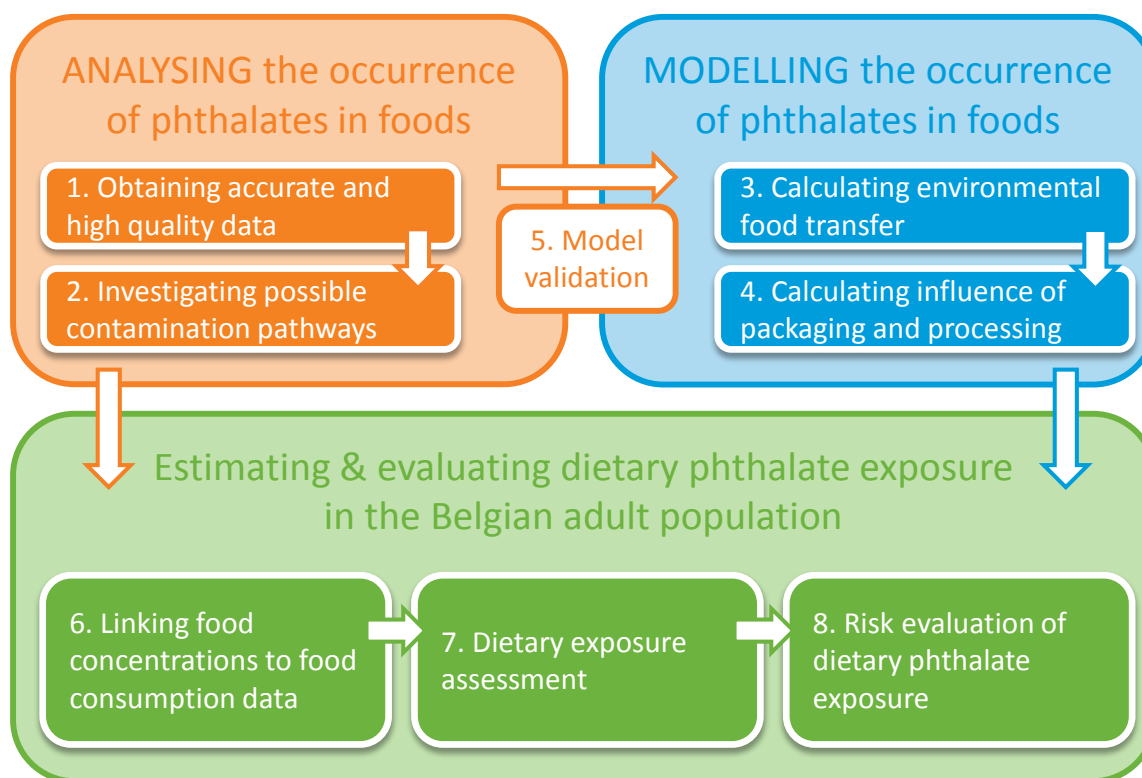 ANALYSING the occurrence
of phthalates in foods
1. Obtaining accurate and
high quality data
2. Investigating possible
contamination pathways
5. Model
validation
MODELLING the occurrence
of phthalates in foods
3. Calculating environmental
food transfer
4. Calculating influence of
packaging and processing
Estimating & evaluating dietary phthalate exposure
in the Belgian adult population
6. Linking food
concentrations to food
consumption data
7. Dietary exposure
assessment
8. Risk evaluation of
dietary phthalate
exposure